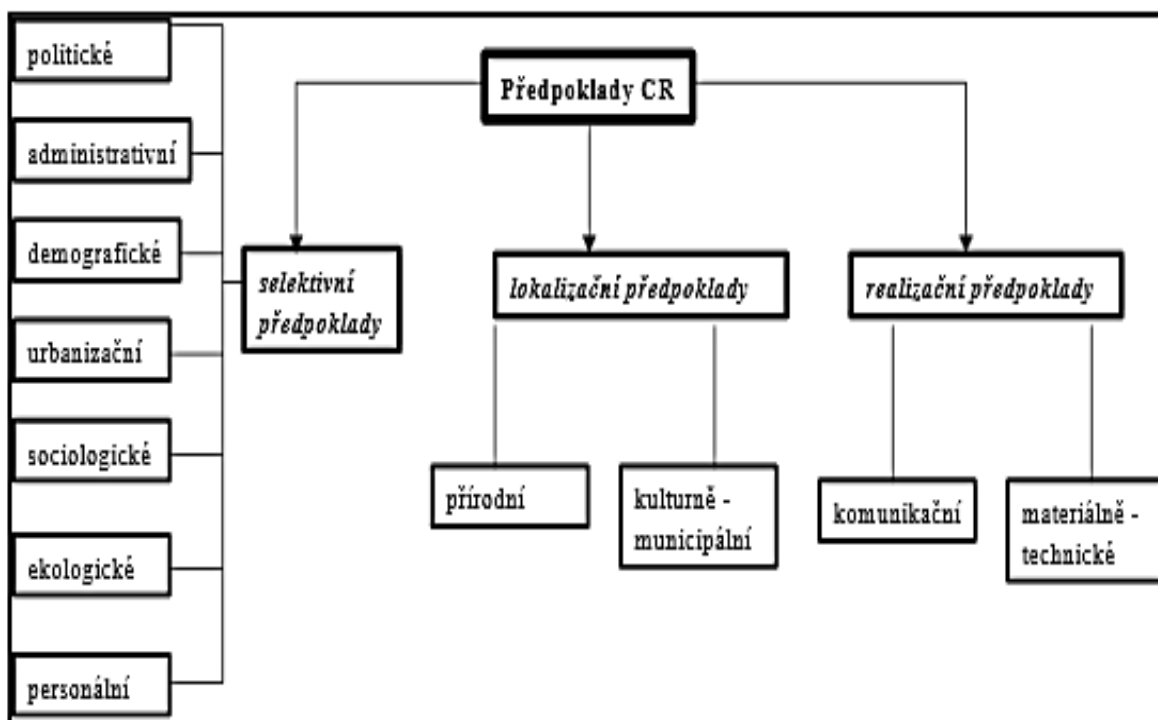 Předpoklady CR
politické
administrativní
demografické
urbanizační
sociologické
ekologické
personální
selektivní
předpoklady
lokalizační předpoklady
realizační předpoklady
přírodní
kulturně -
municipální
komunikační
materiálně -
technické